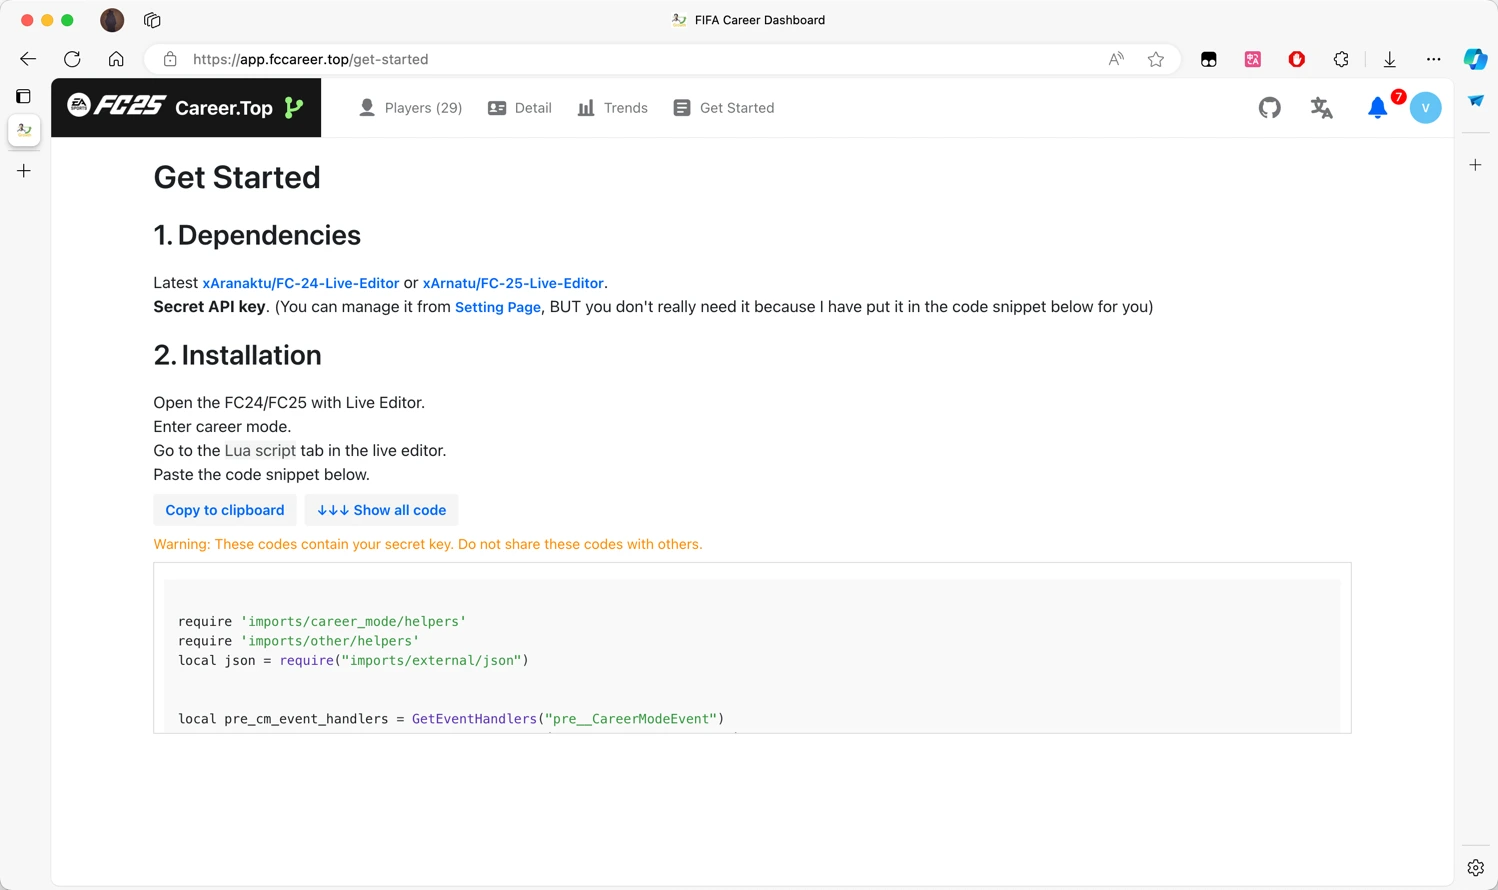 FIFA Career Dashboard
https://app.fccareer.top/get-started
EA SPORTS FC25 Career.Top
Players (29)
Detail
Trends
Get Started
7
V
Get Started
1. Dependencies
Latest xAranaktu/FC-24-Live-Editor or xArnatu/FC-25-Live-Editor.
Secret API key. (You can manage it from Setting Page, BUT you don't really need it because I have put it in the code snippet below for you)
2. Installation
Open the FC24/FC25 with Live Editor.
Enter career mode.
Go to the Lua script tab in the live editor.
Paste the code snippet below.
Copy to clipboard
↓↓↓ Show all code
Warning: These codes contain your secret key. Do not share these codes with others.
require 'imports/career_mode/helpers'
require 'imports/other/helpers'
local json = require("imports/external/json")
local pre_cm_event_handlers = GetEventHandlers("pre__CareerModeEvent")